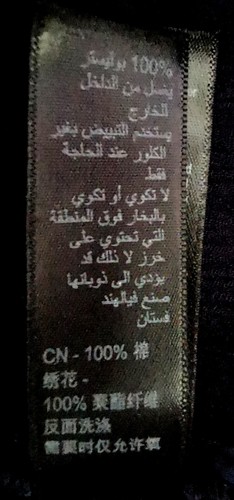 100% بوليستر
يغسل من الداخل
الخارج
يستخدم التبييض بغير
الكلور عند الحاجة
فقط
لا تكوي أو تكوي
بالبخار فوق المنطقة
التي تحتوي على
خرز لا ذلك قد
يؤدي الى ذوبانها
صنع فيالهند
فستان
CN - 100% 棉
绣花 -
100% 聚酯纤维
反面洗涤
需要时仅允许氧